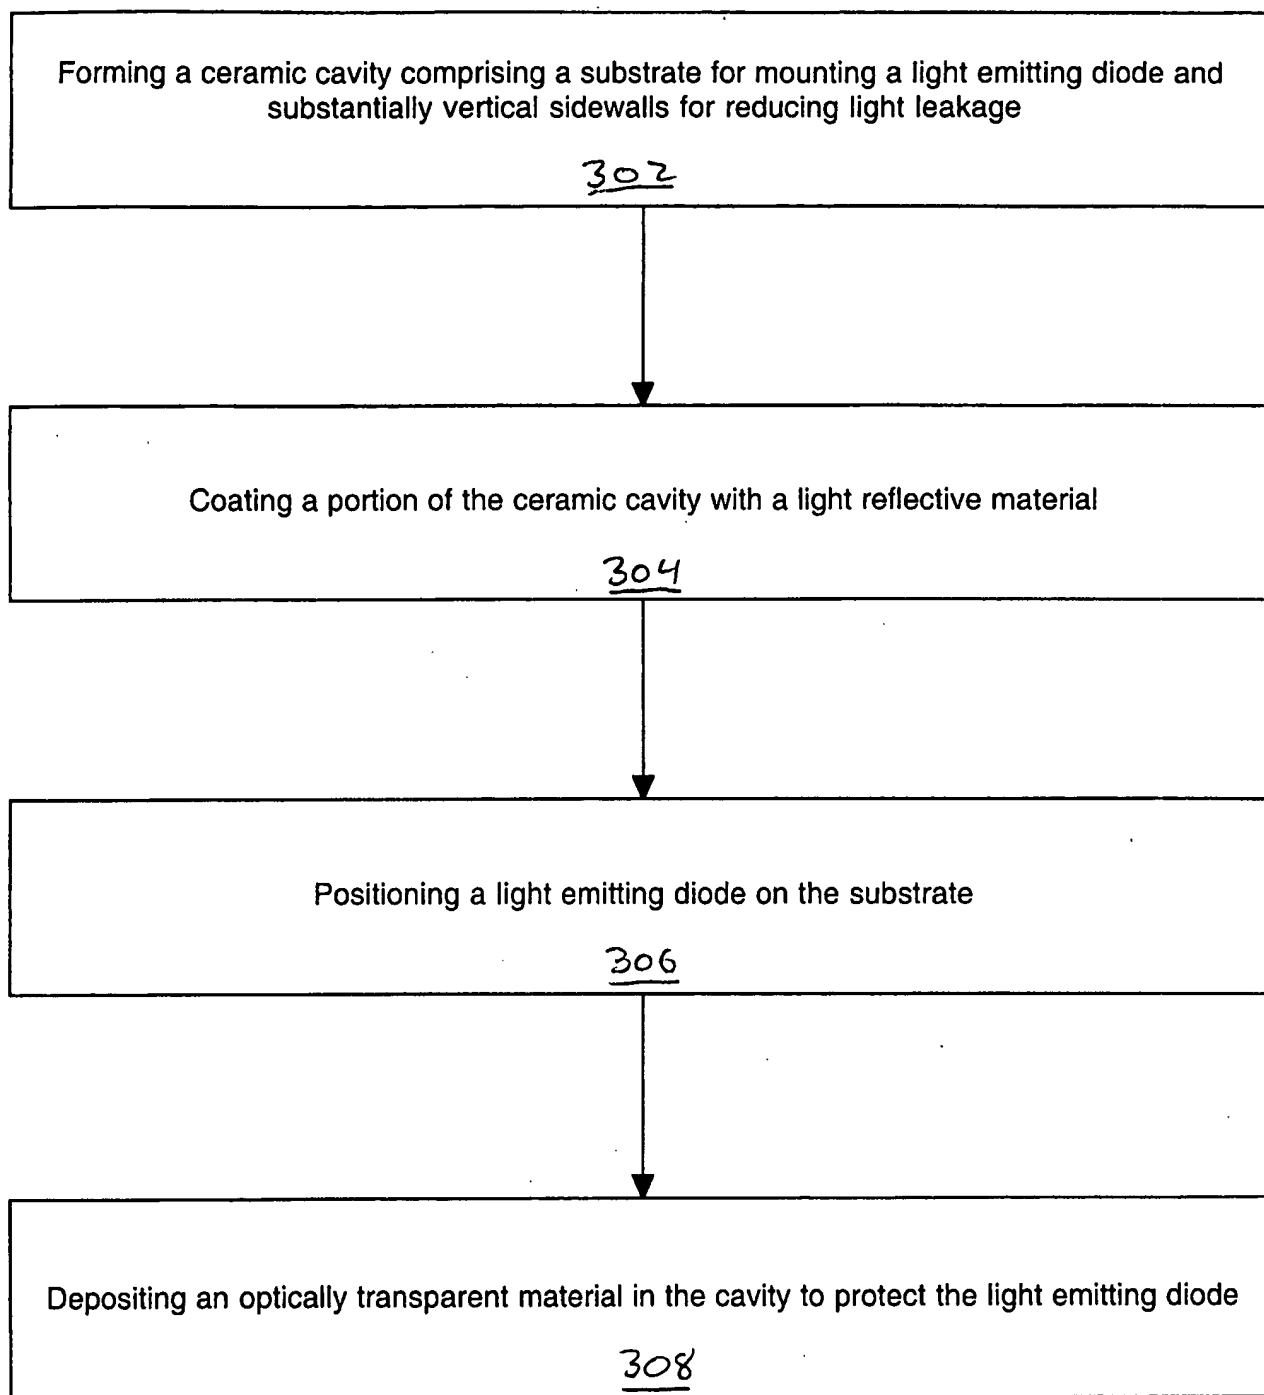 Forming a ceramic cavity comprising a substrate for mounting a light emitting diode and
substantially vertical sidewalls for reducing light leakage
302
Coating a portion of the ceramic cavity with a light reflective material
304
Positioning a light emitting diode on the substrate
306
Depositing an optically transparent material in the cavity to protect the light emitting diode
308